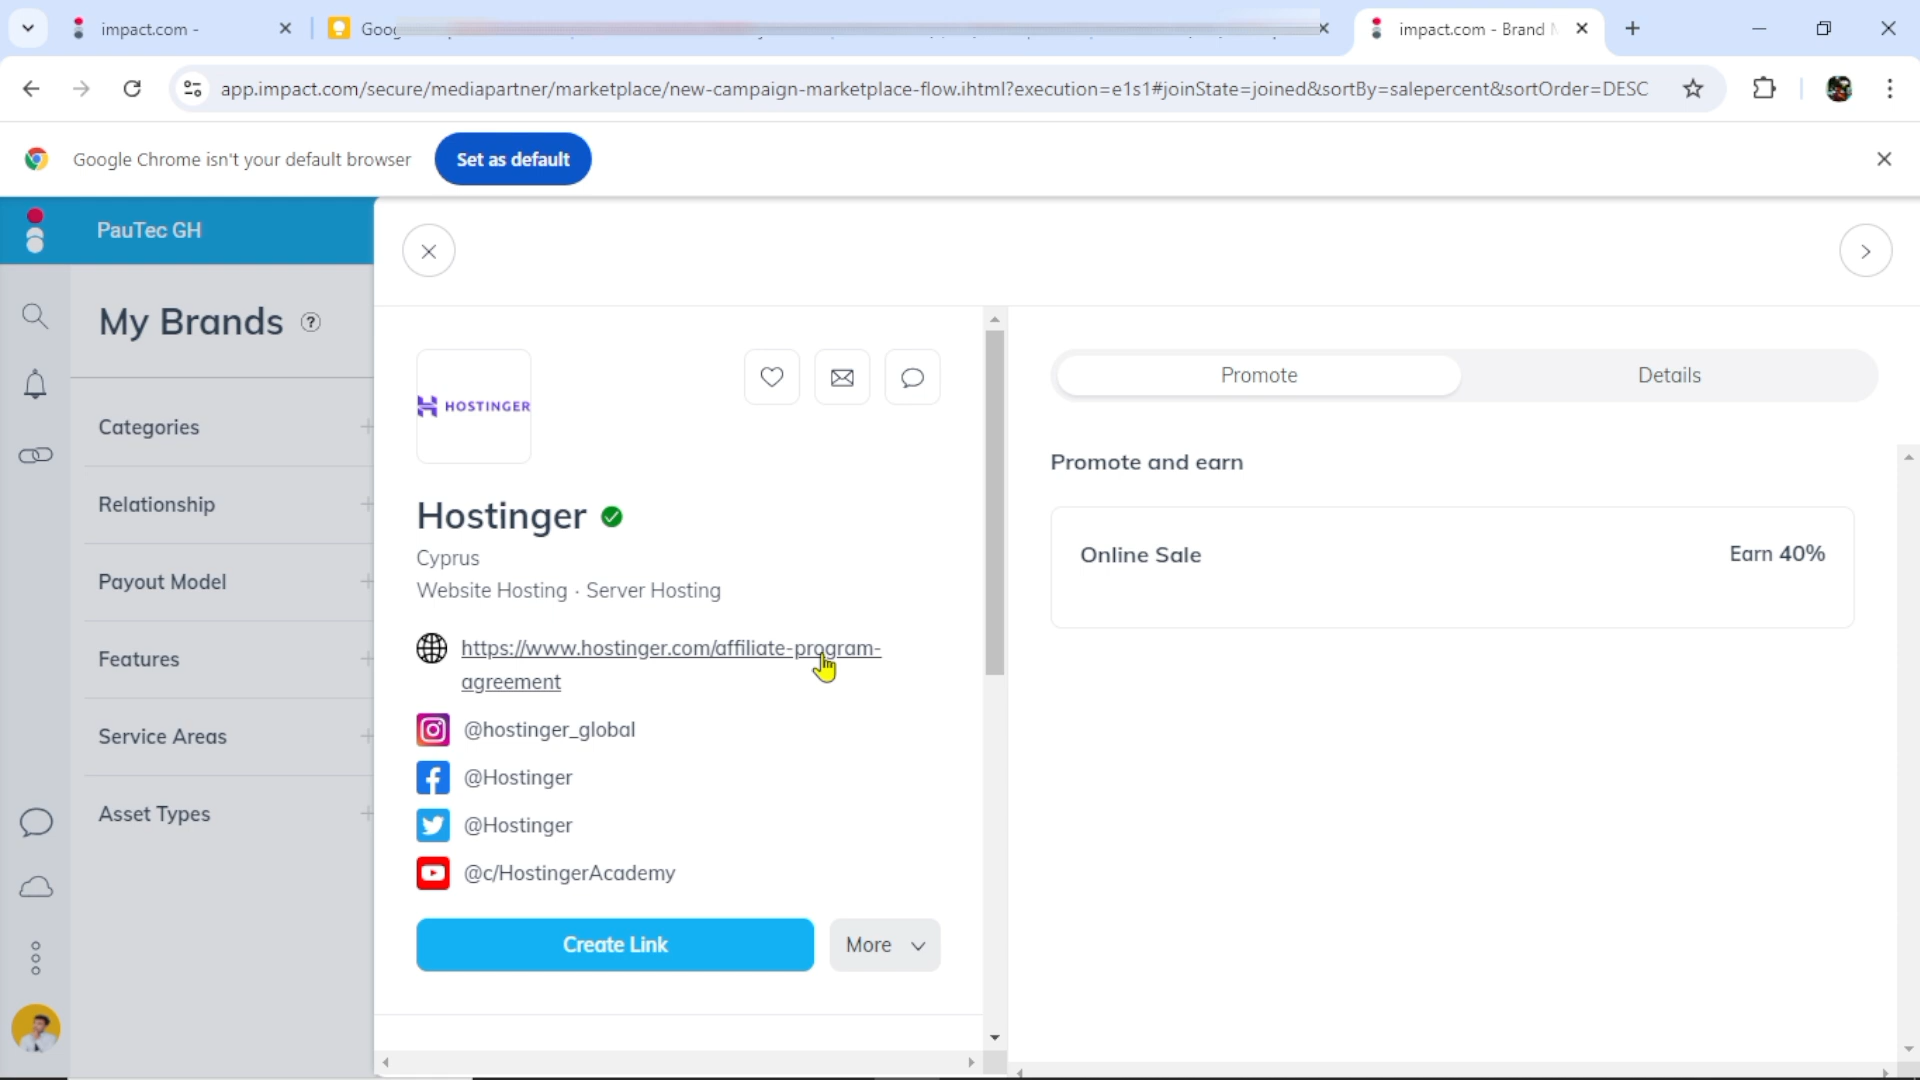 impact.com -
impact.com - Brand
app.impact.com/secure/mediapartner/marketplace/new-campaign-marketplace-flow.ihtml?execution=e1s1#joinState=joined&sortBy=salepercent&sortOrder=DESC
Google Chrome isn't your default browser
Set as default
PauTec GH
My Brands ?
Categories
Relationship
Payout Model
Features
Service Areas
Asset Types
HOSTINGER
Hostinger
Cyprus
Website Hosting · Server Hosting
https://www.hostinger.com/affiliate-program-
agreement
@hostinger_global
@Hostinger
@Hostinger
@c/HostingerAcademy
Create Link
More
Promote
Details
Promote and earn
Online Sale
Earn 40%